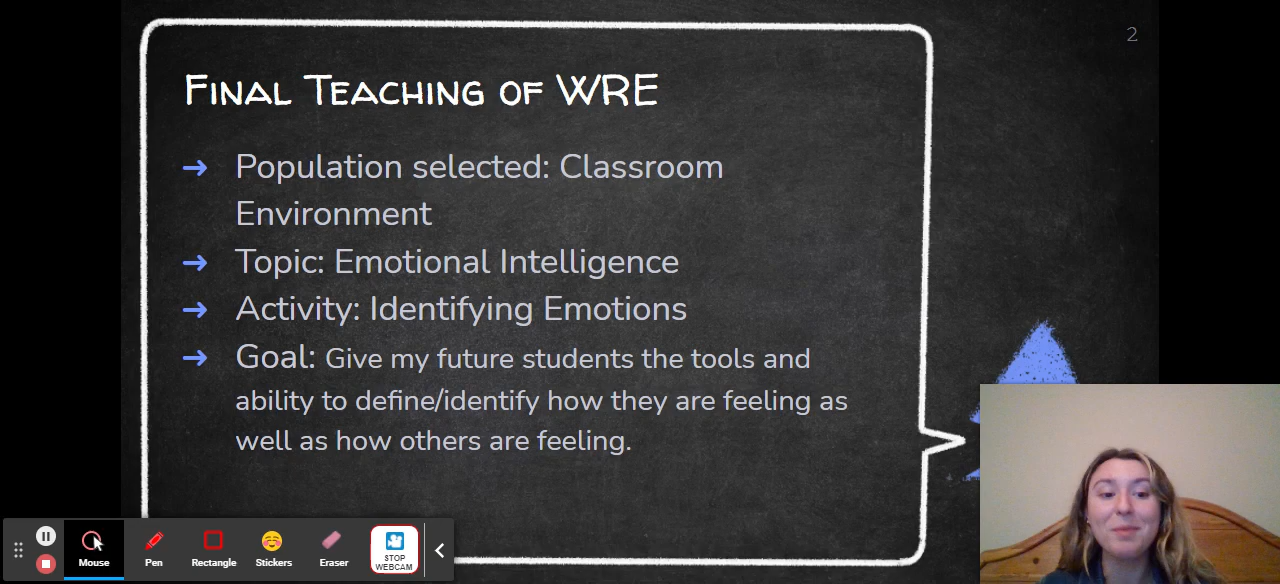 2
Final Teaching of WRE
➔ Population selected: Classroom
Environment
➔ Topic: Emotional Intelligence
➔ Activity: Identifying Emotions
➔ Goal: Give my future students the tools and
ability to define/identify how they are feeling as
well as how others are feeling.
Mouse
Pen
Rectangle
Stickers
Eraser
STOP
WEBCAM